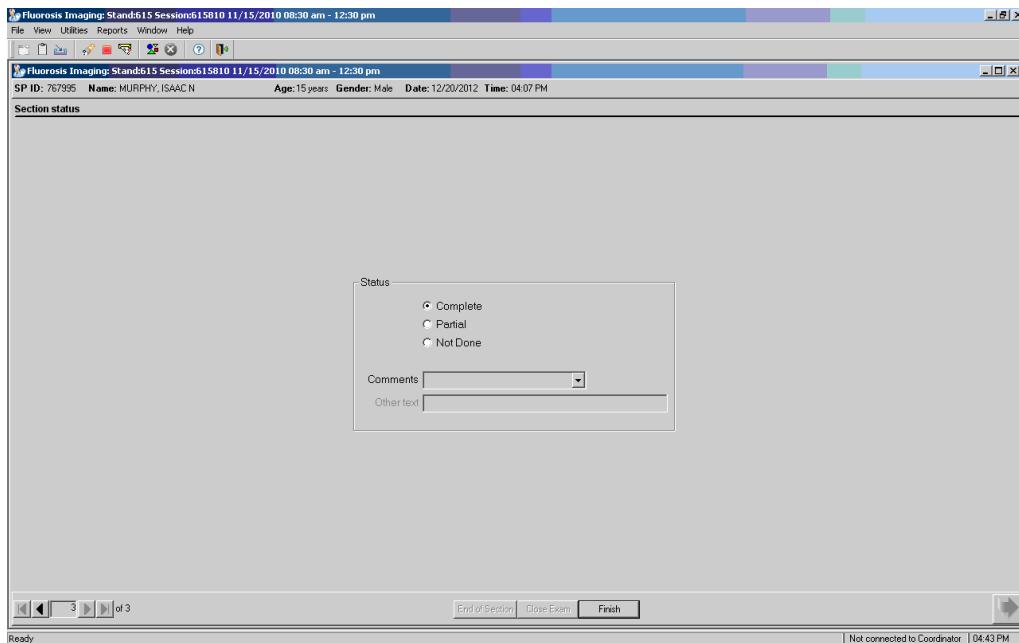 Fluorosis Imaging: Stand:615 Session:615810 11/15/2010 08:30 am - 12:30 pm
File View Utilities Reports Window Help
Fluorosis Imaging: Stand:615 Session:615810 11/15/2010 08:30 am - 12:30 pm
SP ID: 767995 Name: MURPHY, ISAAC N Age: 15 years Gender: Male Date: 12/20/2012 Time: 04:07 PM
Section status
Status
Complete
Partial
Not Done
Comments
Other text
3 of 3 End of Section Close Exam Finish
Ready Not connected to Coordinator 04:43 PM